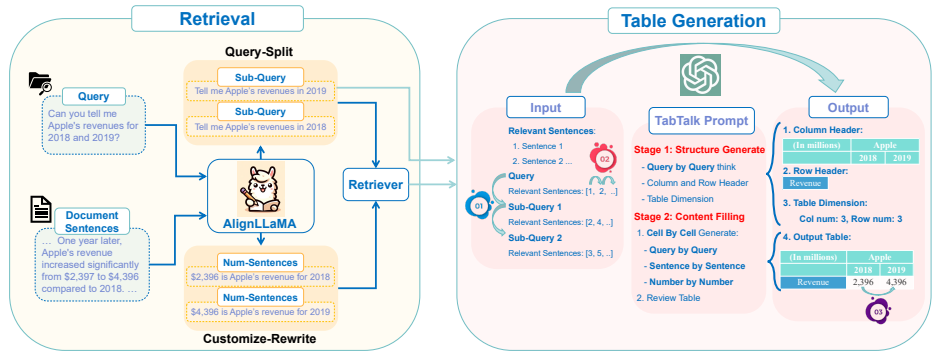 Retrieval
Query-Split
Sub-Query
Tell me Apple's revenues in 2019
Sub-Query
Tell me Apple's revenues in 2018
Query
Can you tell me
Apple's revenues for
2018 and 2019?
AlignLLaMA
Retriever
Document
Sentences
... One year later,
Apple's revenue
increased significantly
from $2,397 to $4,396
compared to 2018. ...
Num-Sentences
$2,396 is Apple's revenue for 2018
Num-Sentences
$4,396 is Apple's revenue for 2019
Customize-Rewrite
Table Generation
Input
Relevant Sentences:
1. Sentence 1
2. Sentence 2 ...
02
Query
Relevant Sentences: [1, 2, ..]
01
Sub-Query 1
Relevant Sentences: [2, 4, ..]
Sub-Query 2
Relevant Sentences: [3, 5, ..]
TabTalk Prompt
Stage 1: Structure Generate
- Query by Query think
- Column and Row Header
- Table Dimension
Stage 2: Content Filling
1. Cell By Cell Generate:
- Query by Query
- Sentence by Sentence
- Number by Number
2. Review Table
Output
1. Column Header:
(In millions) Apple
2018 2019
2. Row Header:
Revenue
3. Table Dimension:
Col num: 3, Row num: 3
4. Output Table:
(In millions) Apple
2018 2019
Revenue 2,396 4,396
03